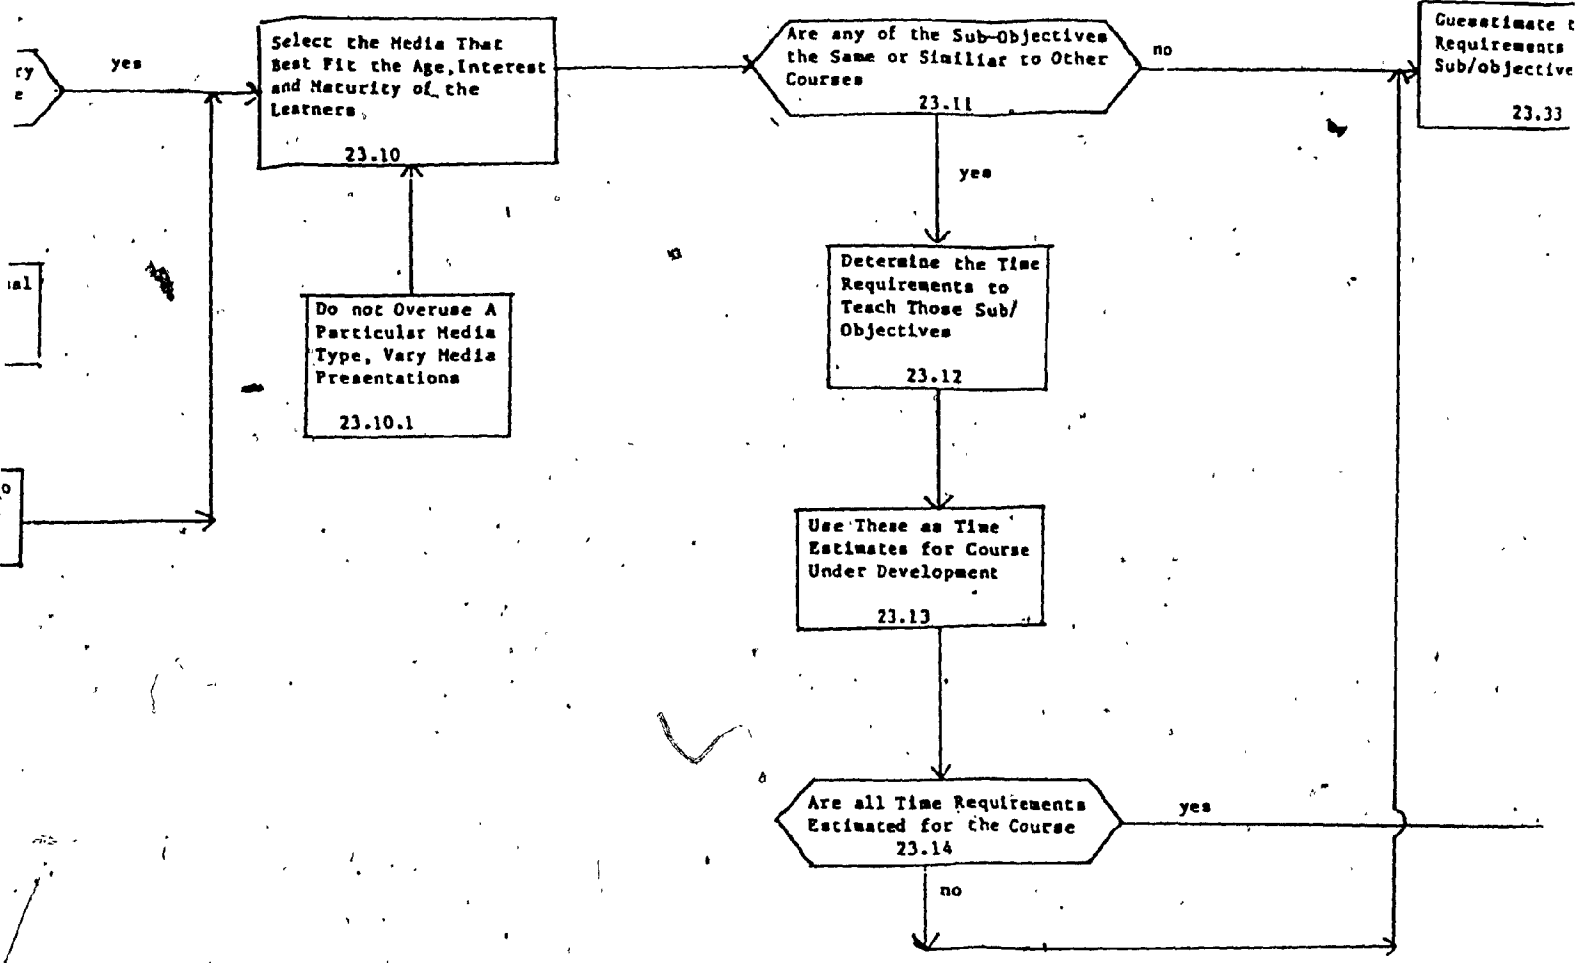 yes
Select the Media That
Best Fit the Age,Interest
and Maturity of the
Learners
23.10
Are any of the Sub-Objectives
the Same or Similiar to Other
Courses
23.11
no
Guesstimate
Requirements
Sub/objective
23.33
yes
Do not Overuse A
Particular Media
Type, Vary Media
Presentations
23.10.1
Determine the Time
Requirements to
Teach Those Sub/
Objectives
23.12
Use These as Time
Estimates for Course
Under Development
23.13
Are all Time Requirements
Estimated for the Course
23.14
yes
no